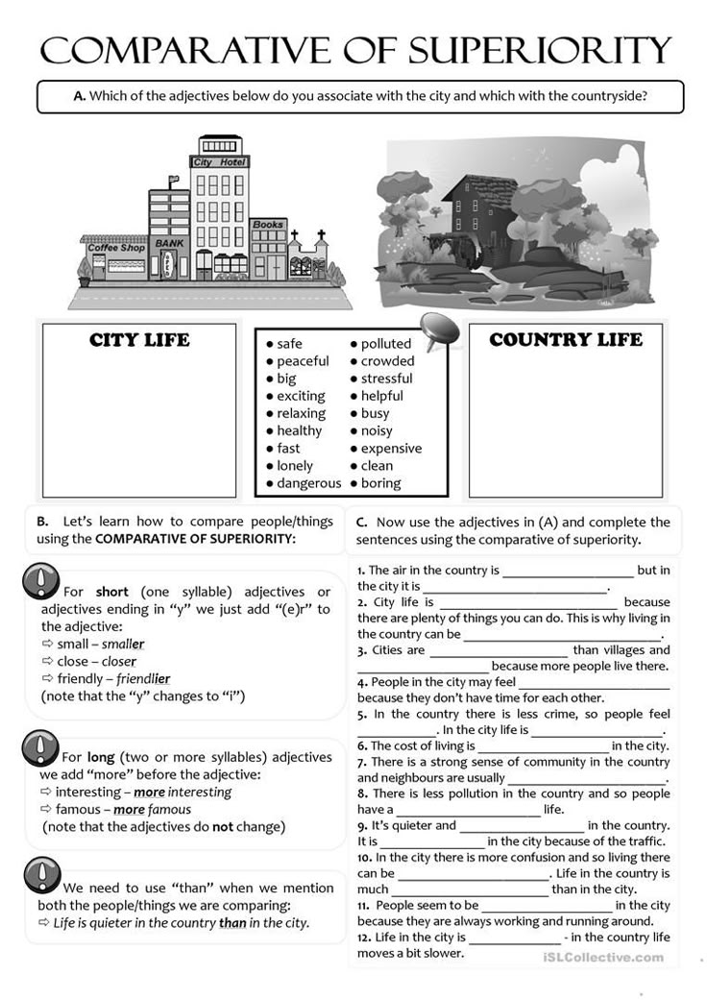 COMPARATIVE OF SUPERIORITY
A. Which of the adjectives below do you associate with the city and which with the countryside?
City Hotel
Books
BANK
Coffee Shop
OPEN
CITY LIFE
• safe
• peaceful
• big
• exciting
• relaxing
• healthy
• fast
• lonely
• dangerous
• polluted
• crowded
• stressful
• helpful
• busy
• noisy
• expensive
• clean
• boring
COUNTRY LIFE
B. Let's learn how to compare people/things
using the COMPARATIVE OF SUPERIORITY:
For short (one syllable) adjectives or
adjectives ending in "y" we just add "(e)r" to
the adjective:
⇨ small – smaller
⇨ close – closer
⇨ friendly – friendlier
(note that the "y" changes to "i")
For long (two or more syllables) adjectives
we add "more" before the adjective:
⇨ interesting – more interesting
⇨ famous – more famous
(note that the adjectives do not change)
We need to use "than" when we mention
both the people/things we are comparing:
⇨ Life is quieter in the country than in the city.
C. Now use the adjectives in (A) and complete the
sentences using the comparative of superiority.
1. The air in the country is ________________ but in
the city it is ______________________.
2. City life is ______________________ because
there are plenty of things you can do. This is why living in
the country can be ________________________.
3. Cities are _________________ than villages and
________________ because more people live there.
4. People in the city may feel __________________
because they don't have time for each other.
5. In the country there is less crime, so people feel
__________. In the city life is ________________.
6. The cost of living is ________________ in the city.
7. There is a strong sense of community in the country
and neighbours are usually ___________________.
8. There is less pollution in the country and so people
have a __________________ life.
9. It's quieter and _______________ in the country.
It is _____________ in the city because of the traffic.
10. In the city there is more confusion and so living there
can be ___________________. Life in the country is
much ___________________ than in the city.
11. People seem to be ________________ in the city
because they are always working and running around.
12. Life in the city is ___________ - in the country life
moves a bit slower.
iSLCollective.com